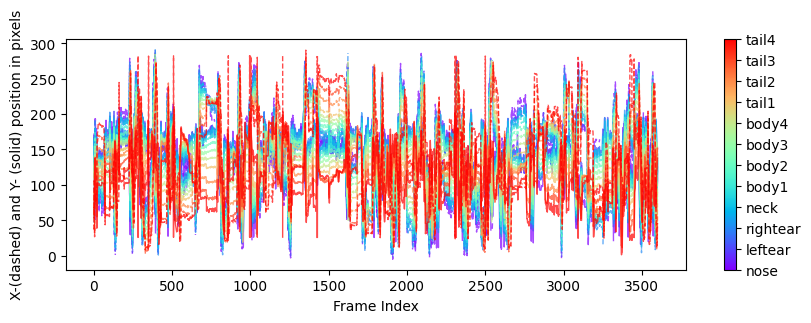 X-(dashed) and Y- (solid) position in pixels
300
250
200
150
100
50
0
0
500
1000
1500
2000
2500
3000
3500
Frame Index
tail4
tail3
tail2
tail1
body4
body3
body2
body1
neck
rightear
leftear
nose